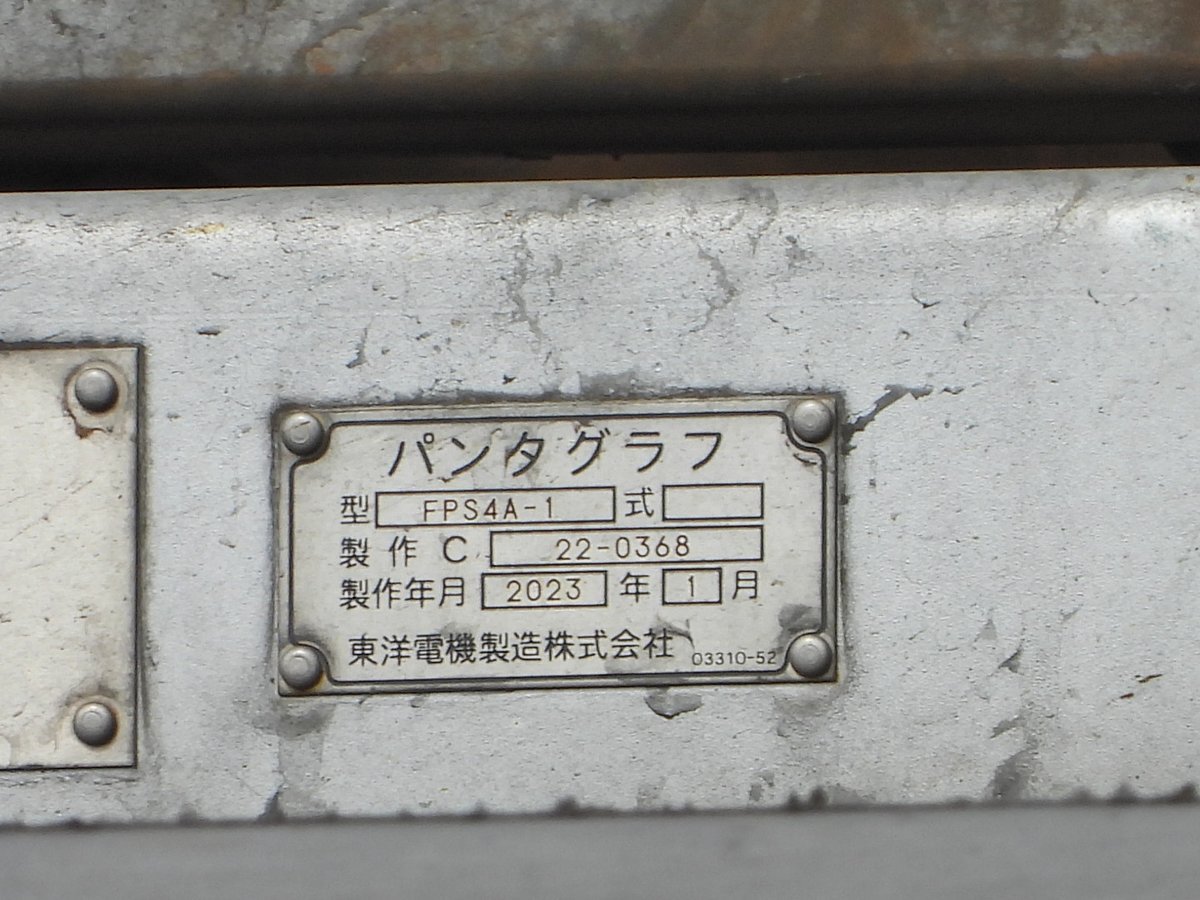 パンタグラフ
型 FPS4A-1 式
製作 C 22-0368
製作年月 2023 年 1 月
東洋電機製造株式会社 03310-52